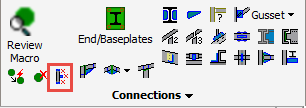 Gusset
Review
Macro
End/Baseplates
Connections